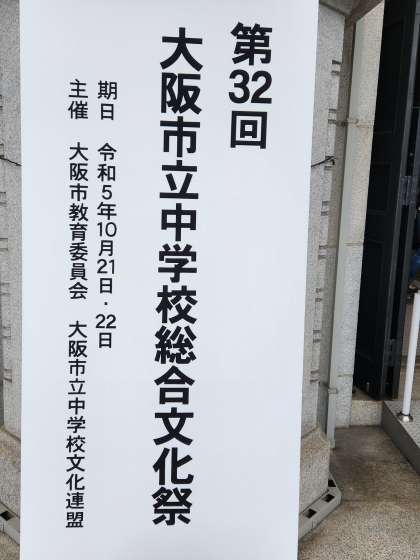 第32回
大阪市立中学校総合文化祭
期日 令和5年10月21日・22日
主催 大阪市教育委員会 大阪市立中学校文化連盟